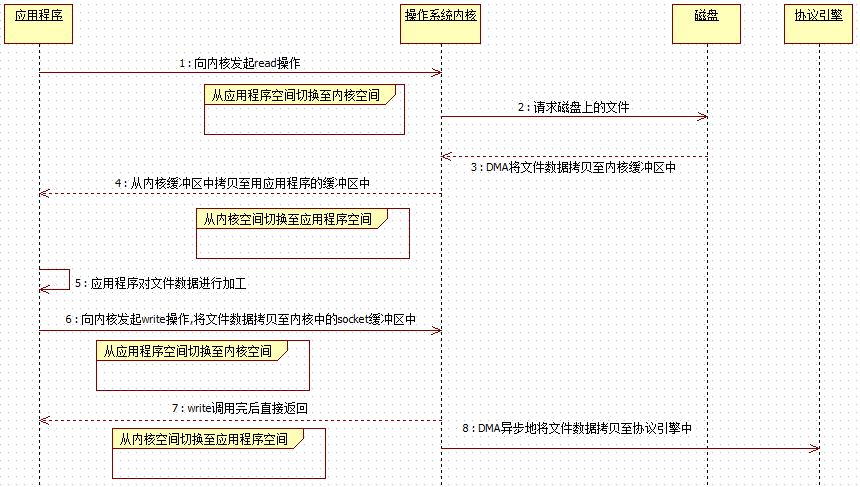 应用程序
操作系统内核
磁盘
协议引擎
1 : 向内核发起read操作
从应用程序空间切换至内核空间
2 : 请求磁盘上的文件
3 : DMA将文件数据拷贝至内核缓冲区中
4 : 从内核缓冲区中拷贝至用应用程序的缓冲区中
从内核空间切换至应用程序空间
5 : 应用程序对文件数据进行加工
6 : 向内核发起write操作,将文件数据拷贝至内核中的socket缓冲区中
从应用程序空间切换至内核空间
7 : write调用完后直接返回
8 : DMA异步地将文件数据拷贝至协议引擎中
从内核空间切换至应用程序空间